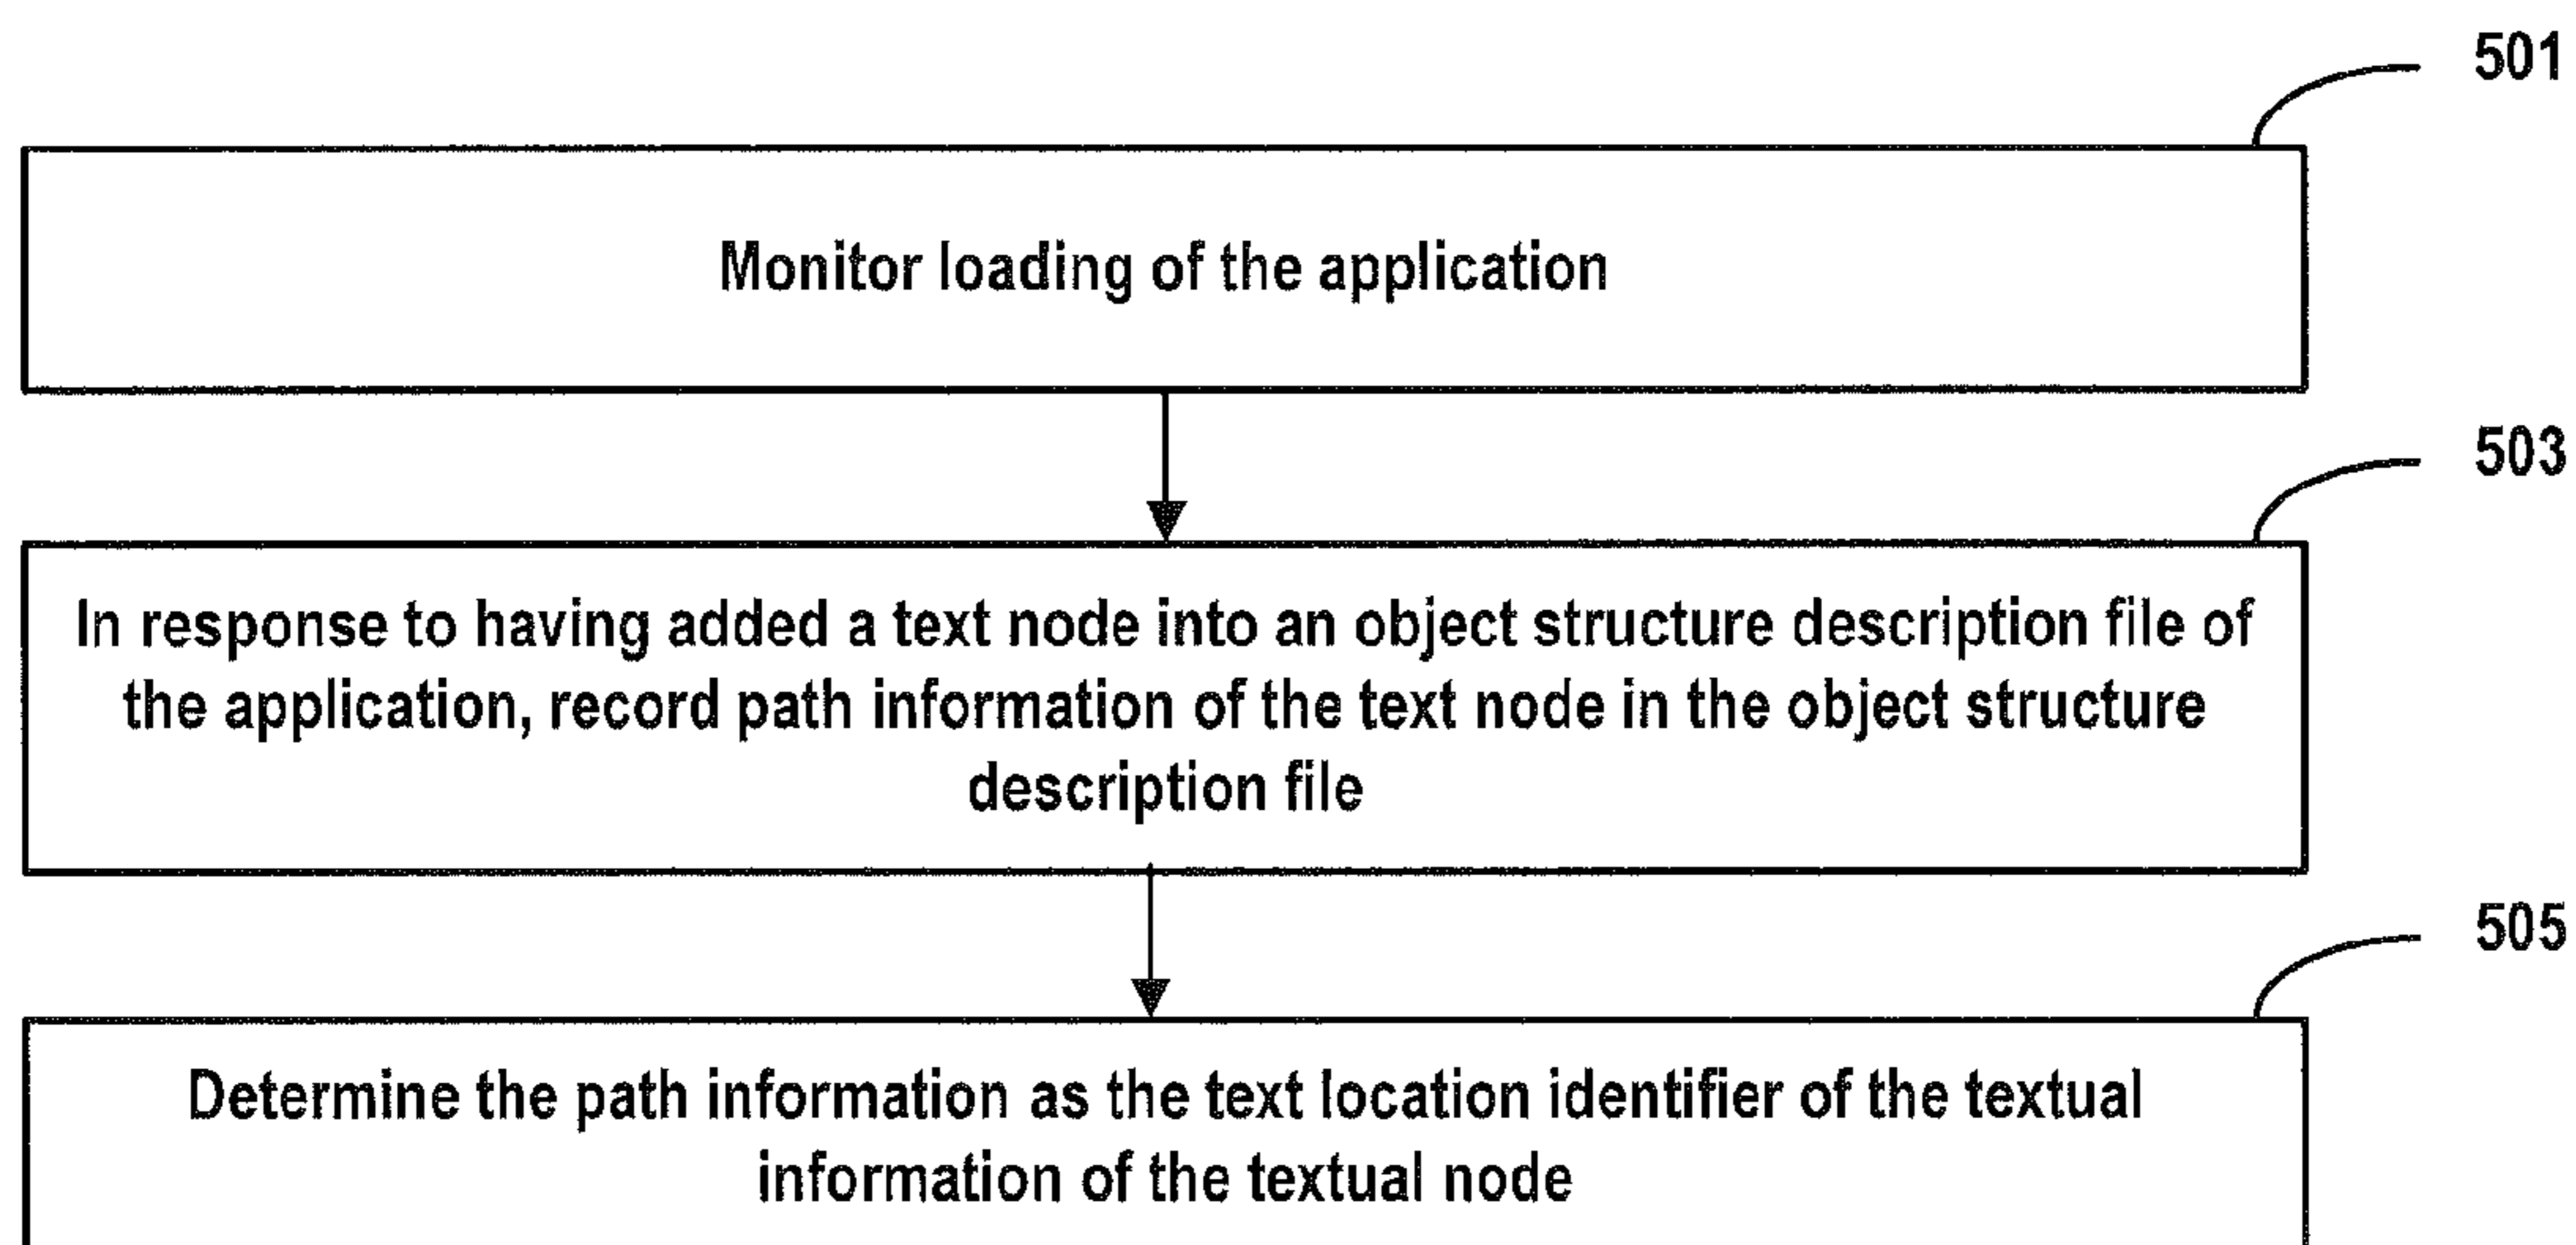 501
Monitor loading of the application
503
In response to having added a text node into an object structure description file of
the application, record path information of the text node in the object structure
description file
505
Determine the path information as the text location identifier of the textual
information of the textual node